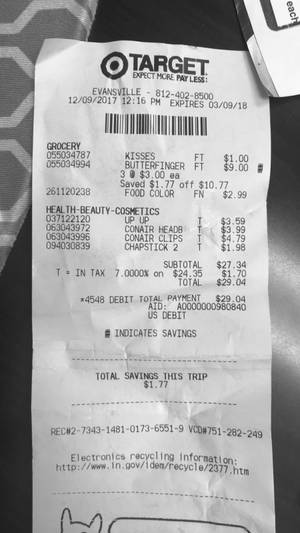 each
TARGET
EXPECT MORE. PAY LESS.
EVANSVILLE - 812-402-8500
12/09/2017 12:16 PM EXPIRES 03/09/18
GROCERY
055034787 KISSES FT $1.00
055034994 BUTTERFINGER FT $9.00 #
3 @ $3.00 ea
Saved $1.77 off $10.77
261120238 FOOD COLOR FN $2.99
HEALTH-BEAUTY-COSMETICS
037122120 UP UP T $3.59
063043972 CONAIR HEADB T $3.99
063043996 CONAIR CLIPS T $4.79
094030839 CHAPSTICK 2 T $1.98
SUBTOTAL $27.34
T = IN TAX 7.0000% on $24.35 $1.70
TOTAL $29.04
*4548 DEBIT TOTAL PAYMENT $29.04
AID: A0000000980840
US DEBIT
# INDICATES SAVINGS
TOTAL SAVINGS THIS TRIP
$1.77
REC#2-7343-1481-0173-6551-9 VCD#751-282-249
Electronics recycling information:
http://www.in.gov/idem/recycle/2377.htm